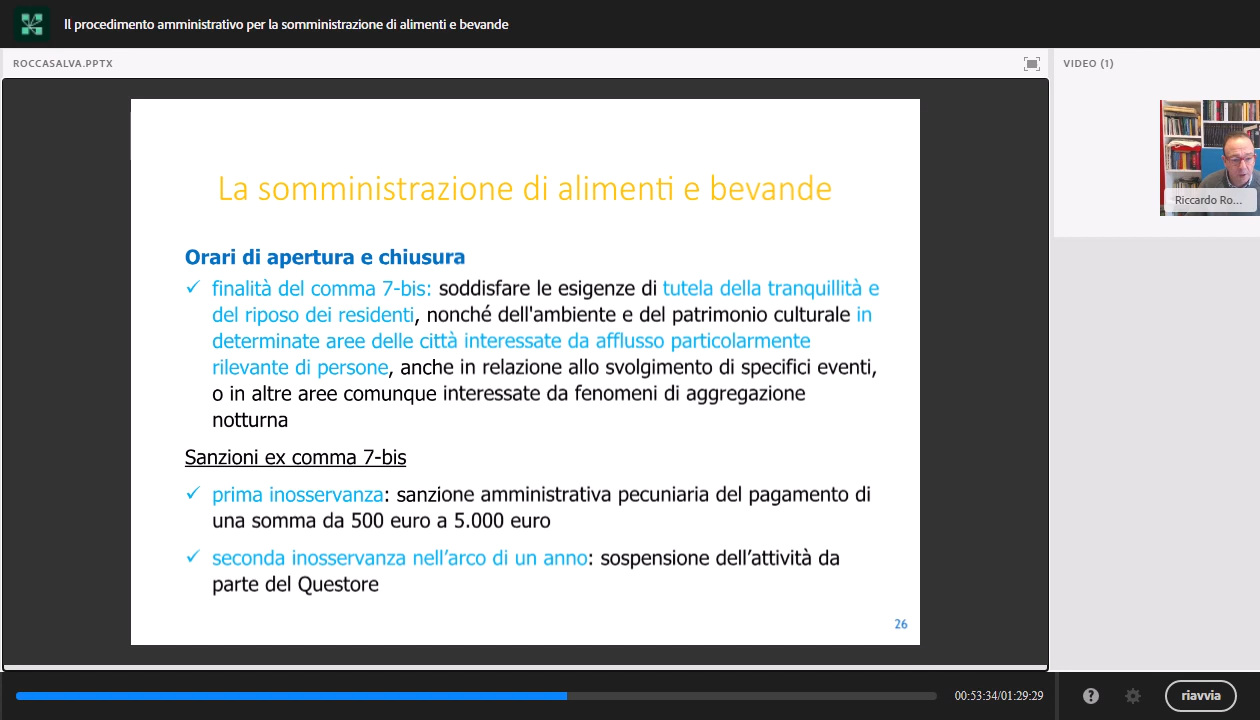 Il procedimento amministrativo per la somministrazione di alimenti e bevande
ROCCASALVA.PPTX
VIDEO (1)
La somministrazione di alimenti e bevande
Orari di apertura e chiusura
✓ finalità del comma 7-bis: soddisfare le esigenze di tutela della tranquillità e
del riposo dei residenti, nonché dell'ambiente e del patrimonio culturale in
determinate aree delle città interessate da afflusso particolarmente
rilevante di persone, anche in relazione allo svolgimento di specifici eventi,
o in altre aree comunque interessate da fenomeni di aggregazione
notturna
Sanzioni ex comma 7-bis
✓ prima inosservanza: sanzione amministrativa pecuniaria del pagamento di
una somma da 500 euro a 5.000 euro
✓ seconda inosservanza nell’arco di un anno: sospensione dell’attività da
parte del Questore
26
Riccardo Ro...
00:53:34/01:29:29
riavvia